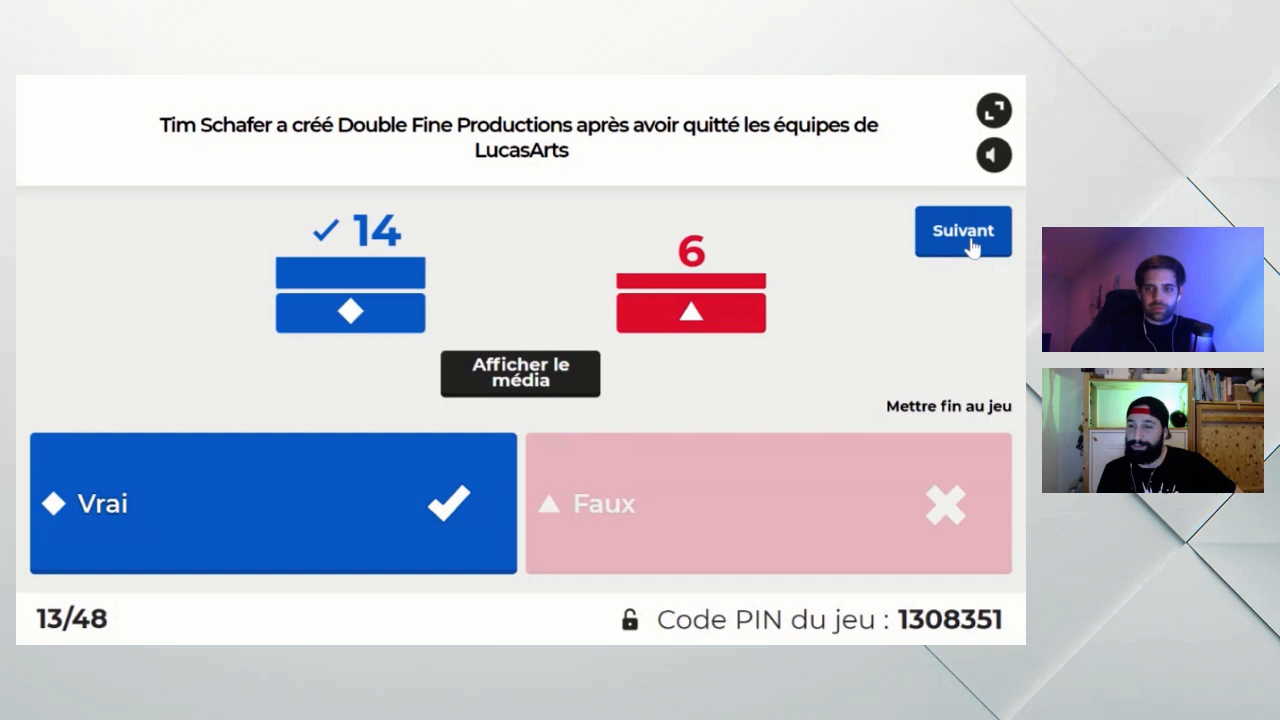 Tim Schafer a créé Double Fine Productions après avoir quitté les équipes de
LucasArts
14
6
Suivant
Afficher le
média
Mettre fin au jeu
Vrai
Faux
13/48
Code PIN du jeu : 1308351